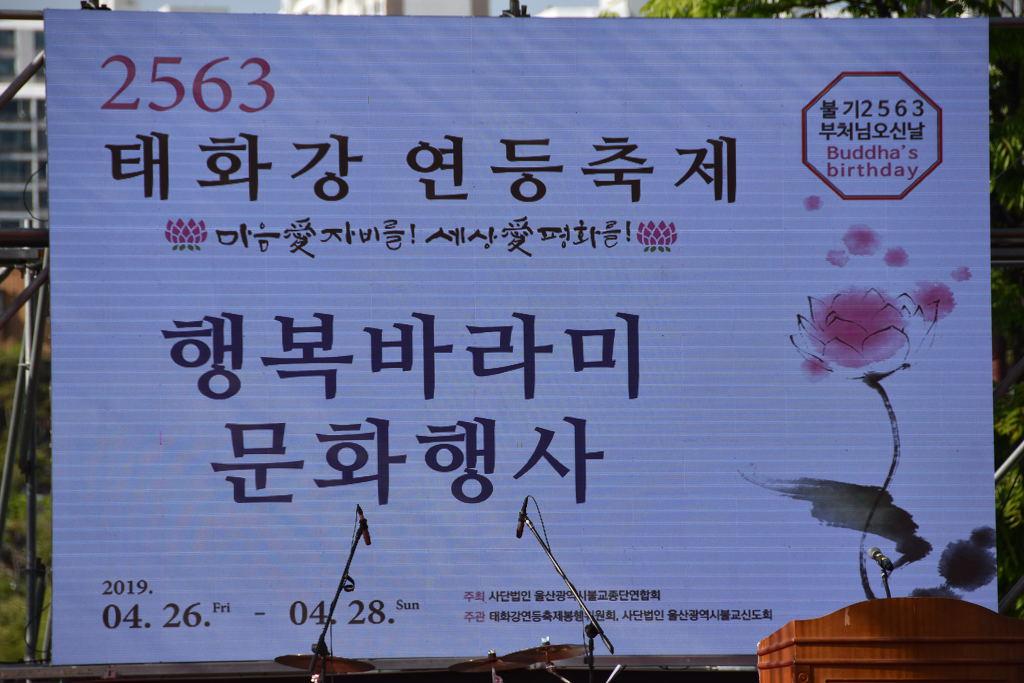 2563
태화강 연등축제
마음愛자비를! 세상愛평화를!
불기2563
부처님오신날
Buddha's
birthday
행복바라미
문화행사
2019.
04. 26. Fri - 04. 28. Sun
주최 사단법인 울산광역시불교종단연합회
주관 태화강연등축제봉행위원회, 사단법인 울산광역시불교신도회